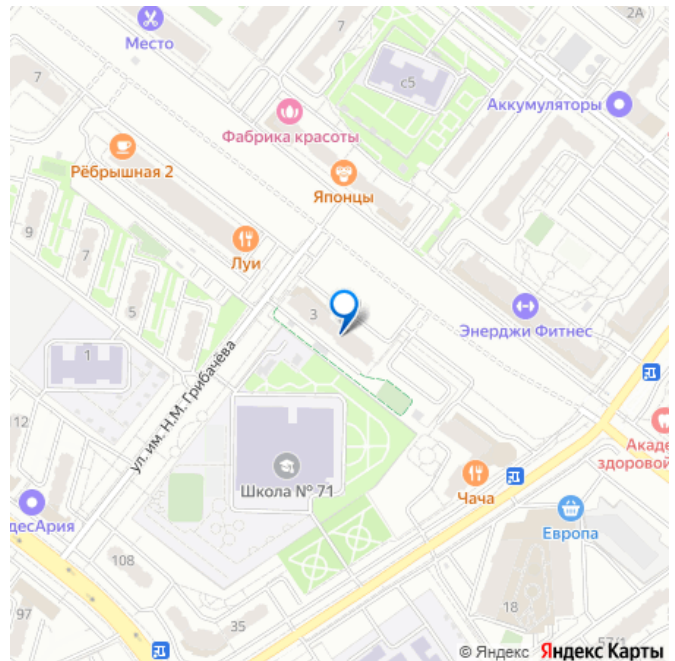 2А
Место
7
7
с5
Аккумуляторы
Фабрика красоты
Рёбрышная 2
Японцы
9
7
Луи
5
3
Энерджи Фитнес
1
ул. им. Н.М. Грибачёва
12
Школа № 71
Чача
Акаде
здоровой
десАрия
Европа
108
97
35
18
57/1
© Яндекс Яндекс Карты